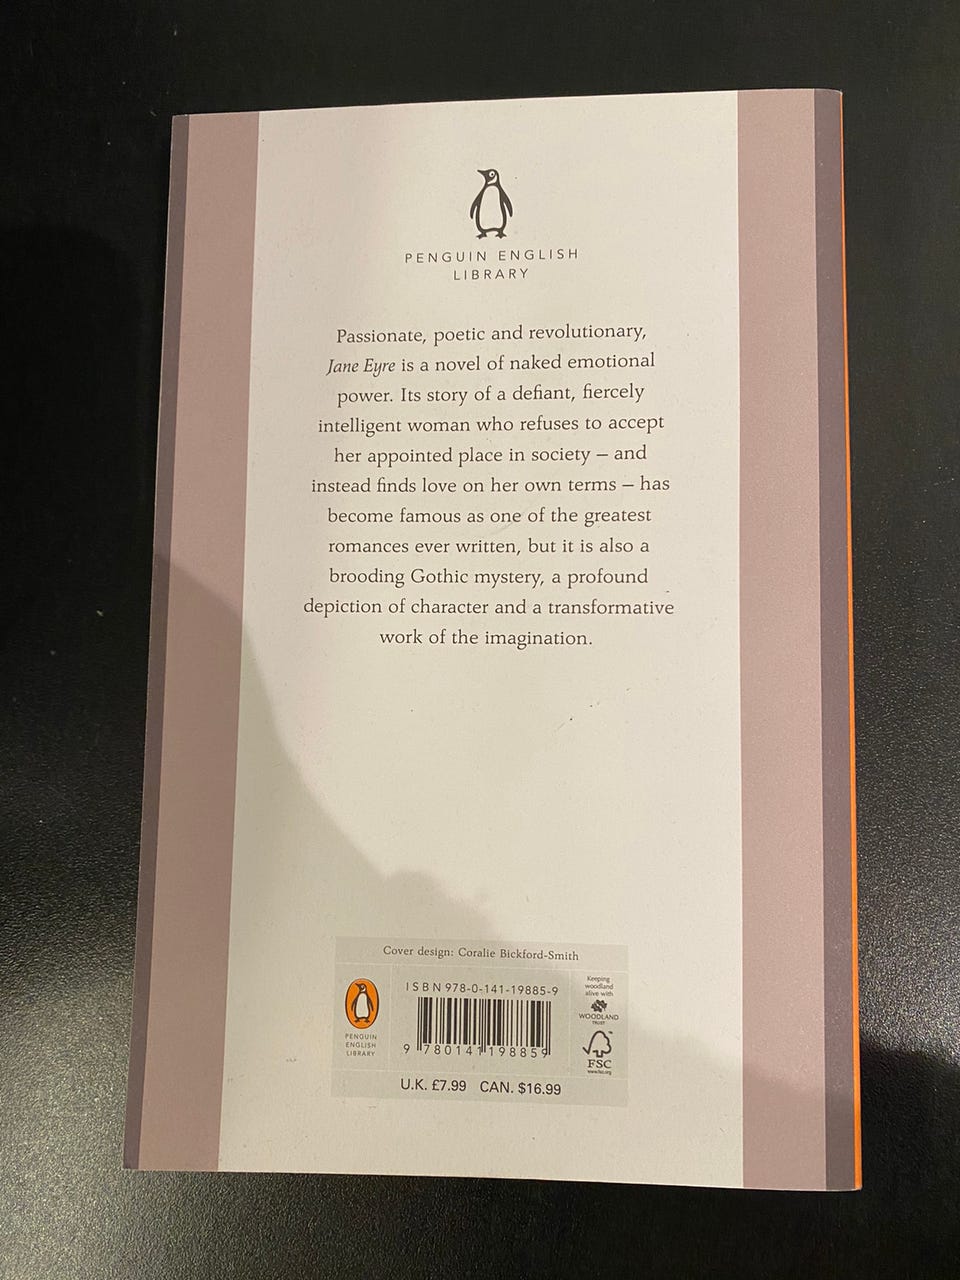 PENGUIN ENGLISH
LIBRARY
Passionate, poetic and revolutionary,
Jane Eyre is a novel of naked emotional
power. Its story of a defiant, fiercely
intelligent woman who refuses to accept
her appointed place in society – and
instead finds love on her own terms – has
become famous as one of the greatest
romances ever written, but it is also a
brooding Gothic mystery, a profound
depiction of character and a transformative
work of the imagination.
Cover design: Coralie Bickford-Smith
PENGUIN
ENGLISH
LIBRARY
ISBN 978-0-141-19885-9
9 780141 198859
Keeping
woodland
alive with
WOODLAND
TRUST
FSC
www.fsc.org
U.K. £7.99 CAN. $16.99